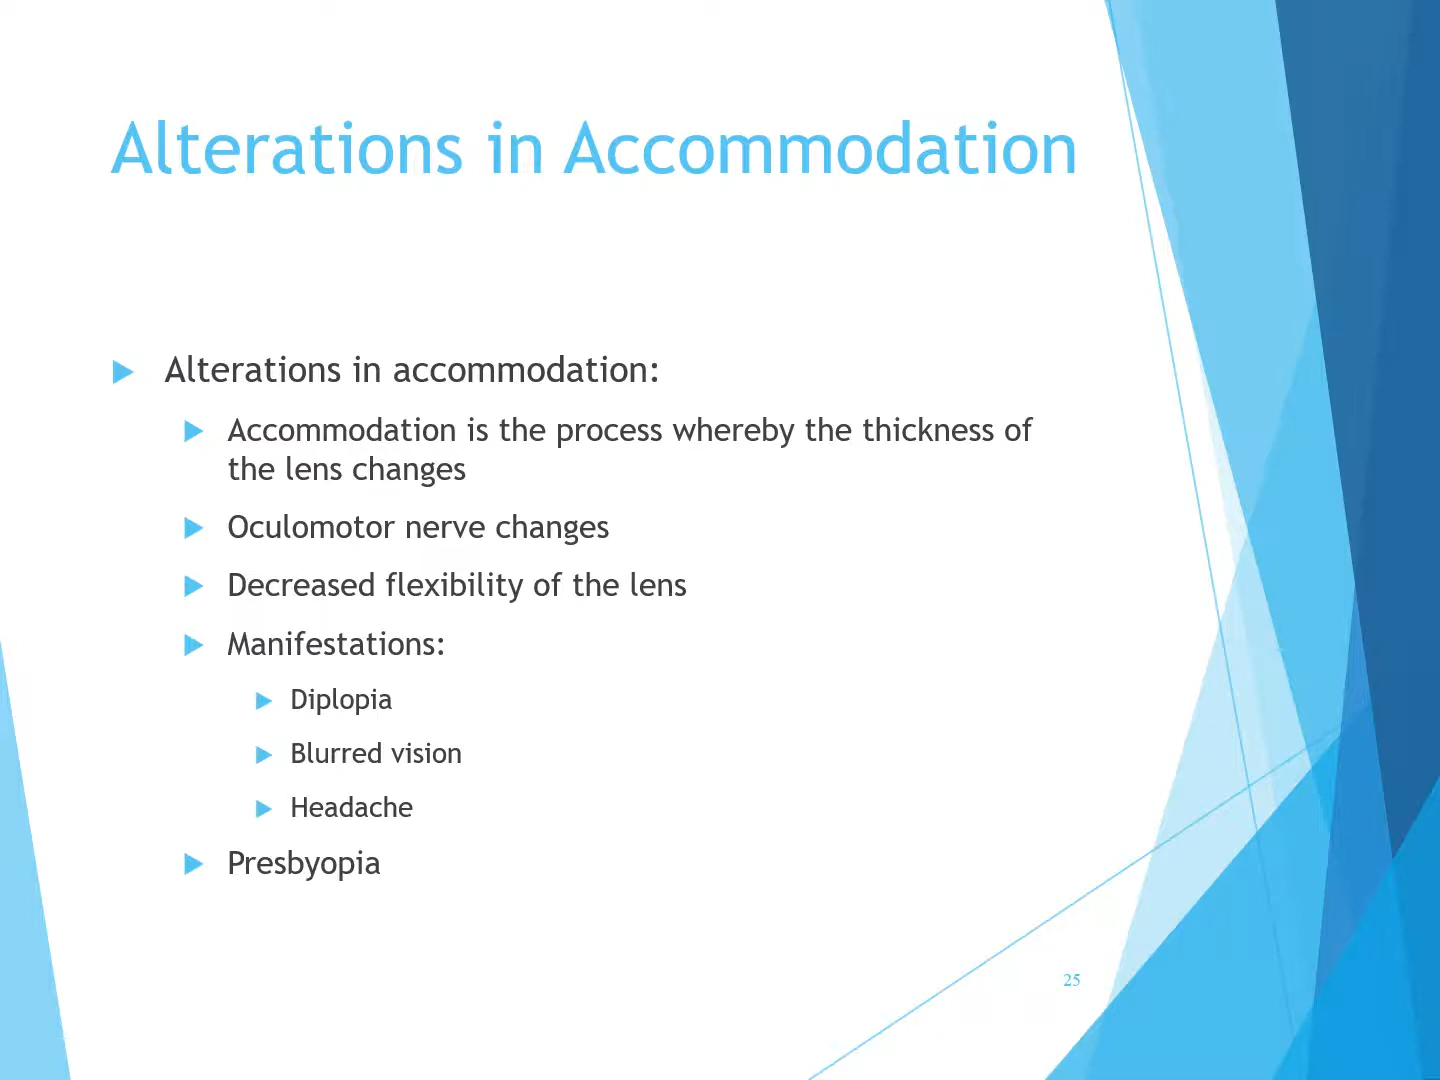 Alterations in Accommodation
Alterations in accommodation:
Accommodation is the process whereby the thickness of
the lens changes
Oculomotor nerve changes
Decreased flexibility of the lens
Manifestations:
Diplopia
Blurred vision
Headache
Presbyopia
25